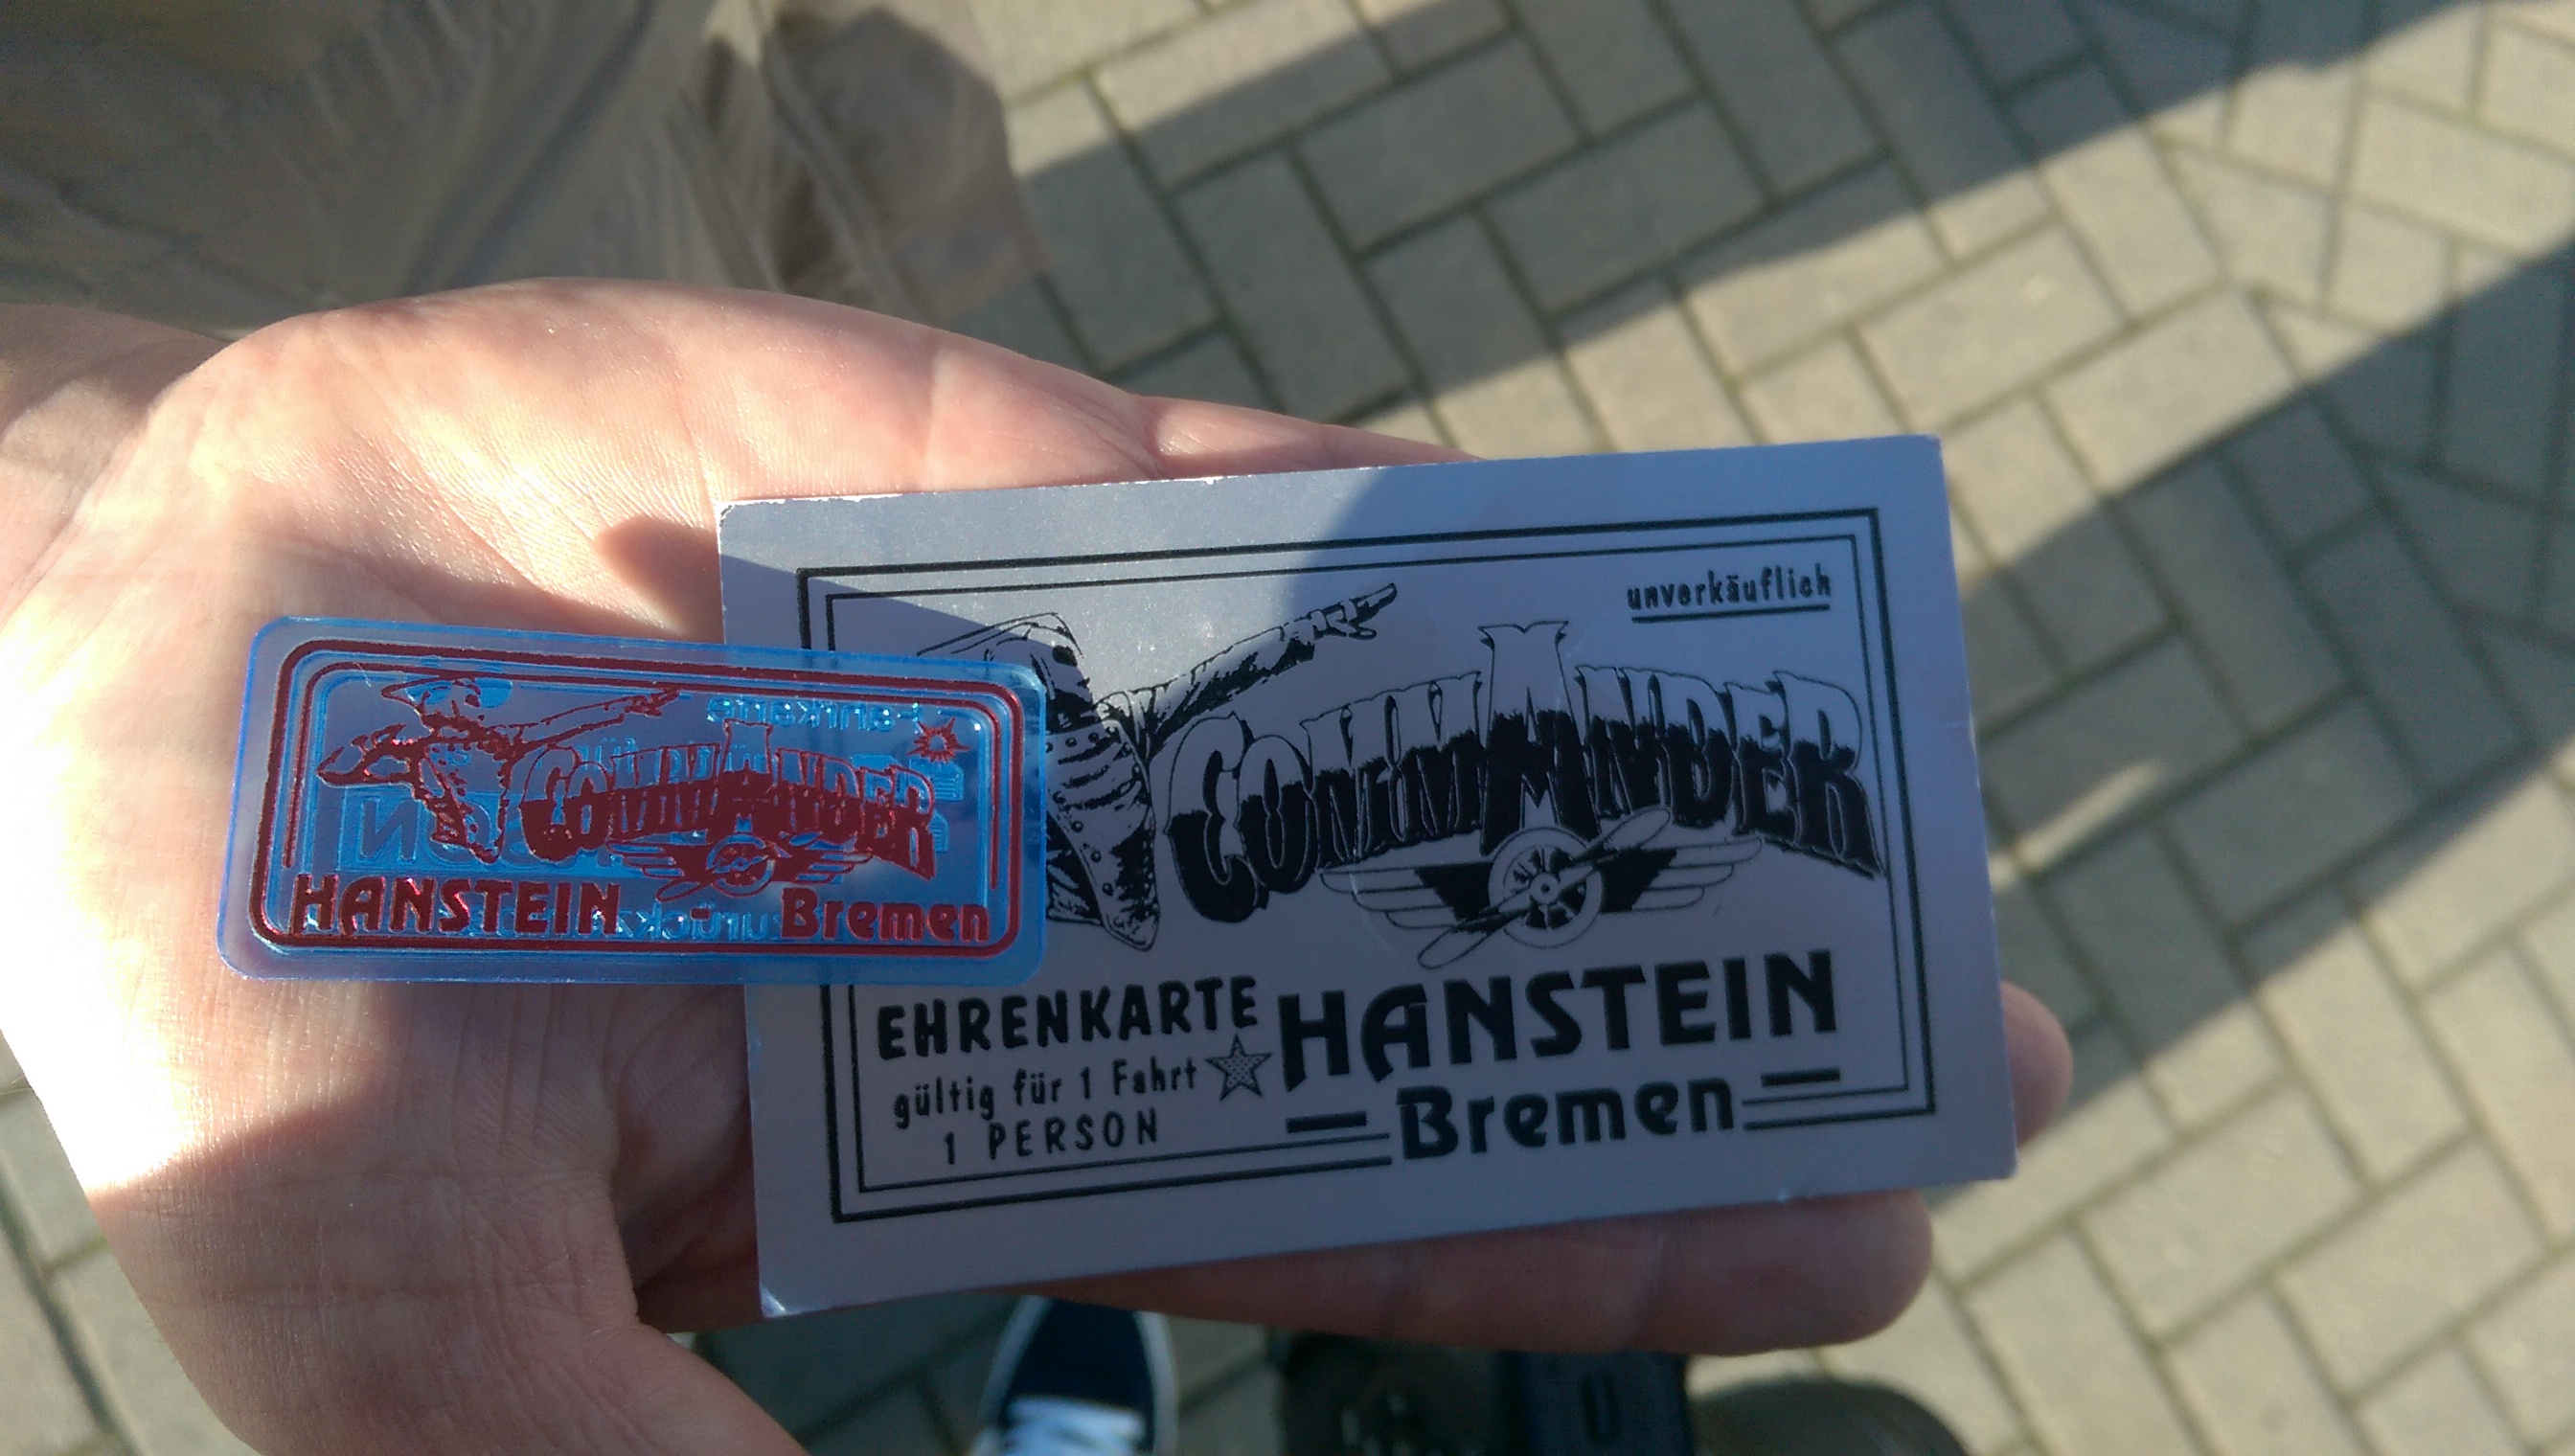 COMMANDER
HANSTEIN - Bremen
unverkäuflich
COMMANDER
EHRENKARTE
gültig für 1 Fahrt
1 PERSON
HANSTEIN
Bremen